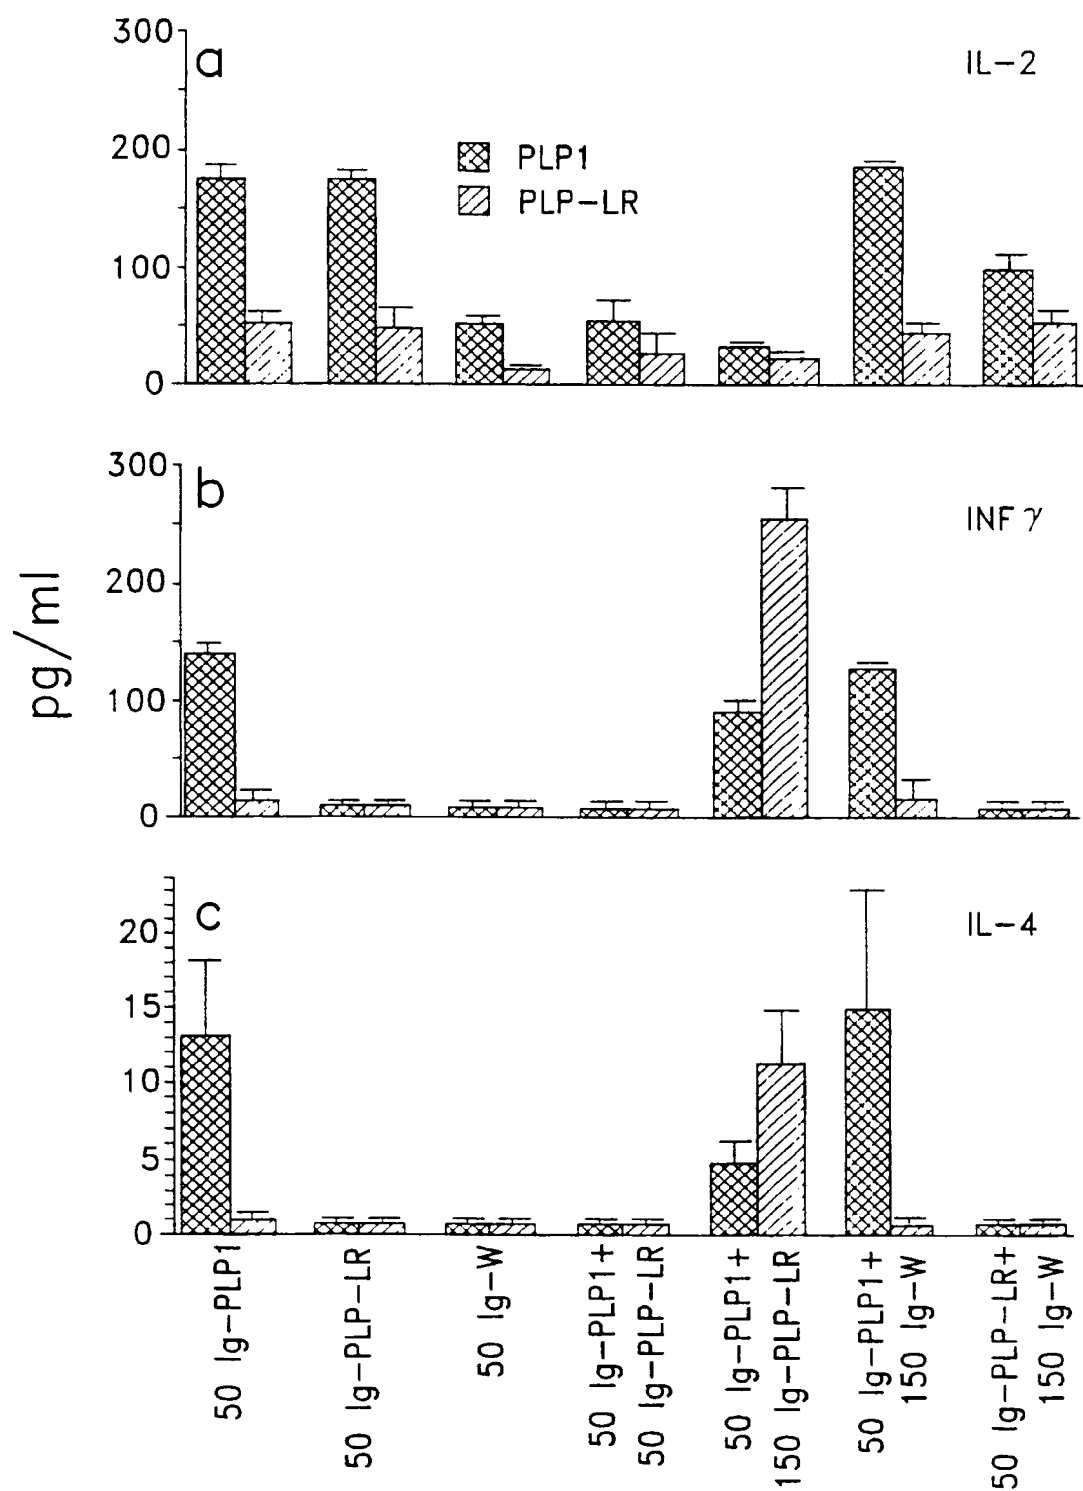 300
200
100
0
a
IL-2
PLP1
PLP-LR
pg/ml
300
200
100
0
b
INF γ
20
15
10
5
0
c
IL-4
50 Ig-PLP1
50 Ig-PLP-LR
50 Ig-W
50 Ig-PLP1+
50 Ig-PLP-LR
50 Ig-PLP1+
150 Ig-PLP-LR
50 Ig-PLP1+
150 Ig-W
50 Ig-PLP-LR+
150 Ig-W